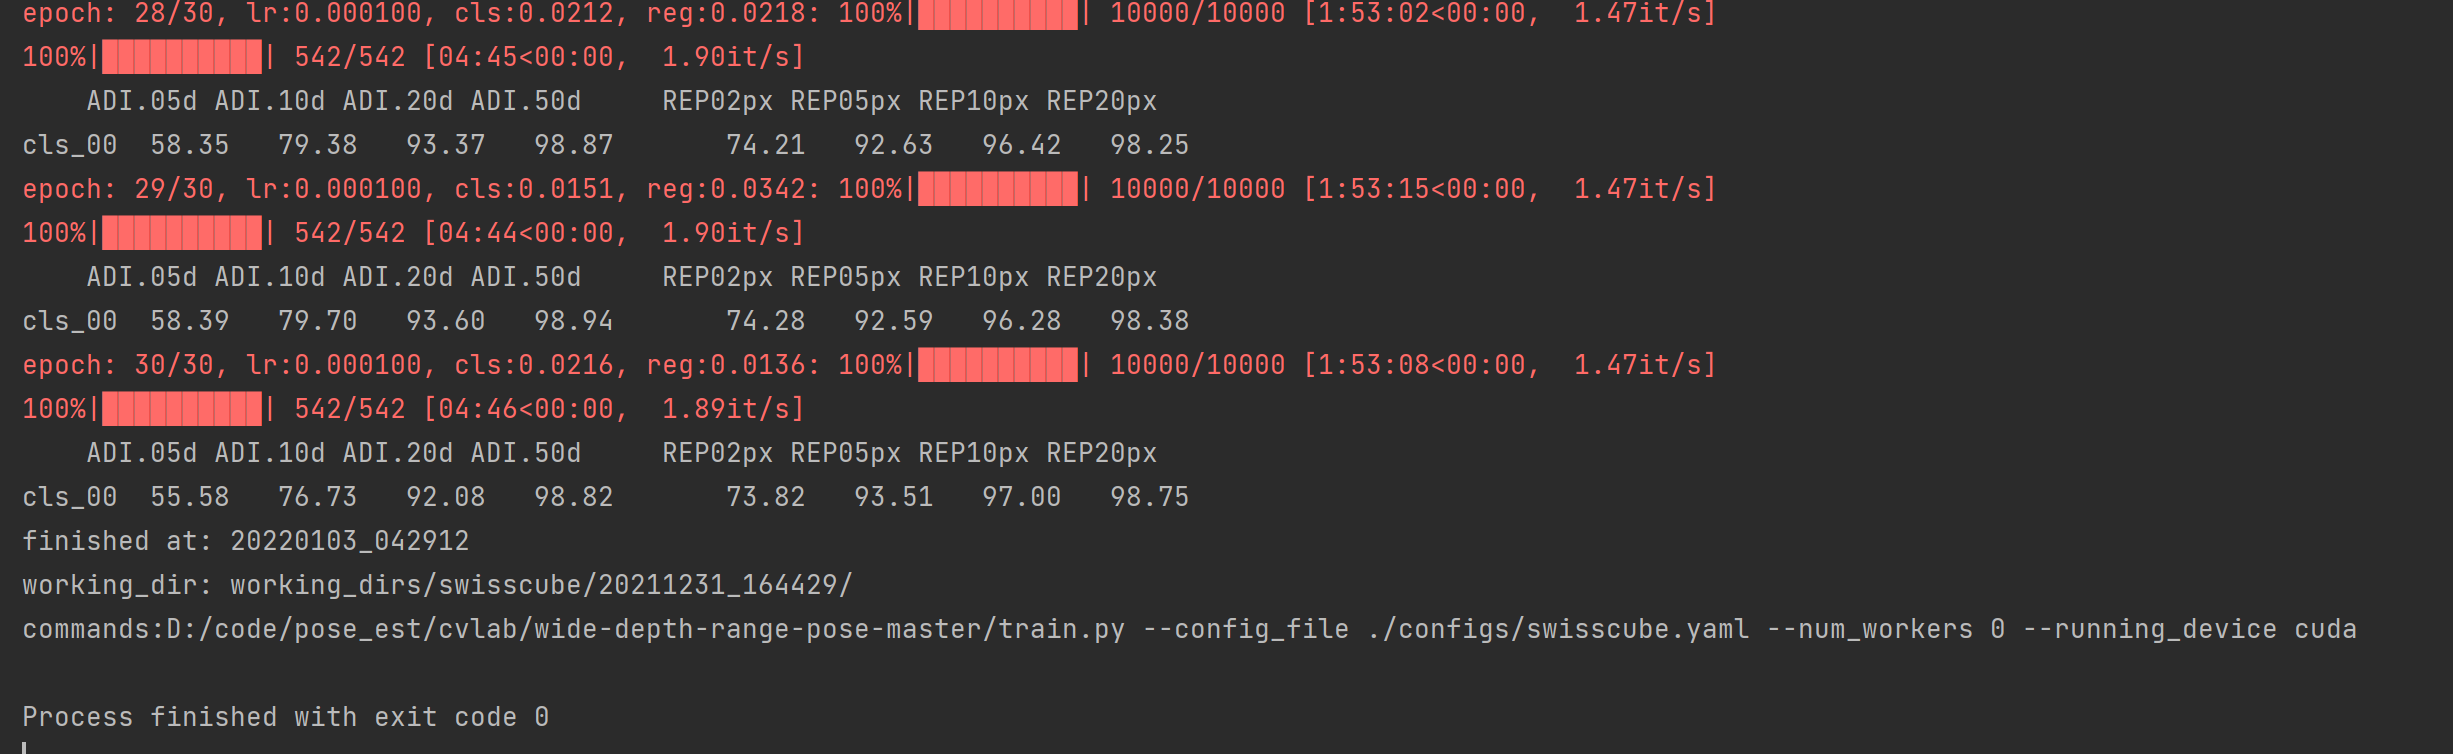 epoch: 28/30, lr:0.000100, cls:0.0212, reg:0.0218: 100%|██████████| 10000/10000 [1:53:02<00:00,  1.47it/s]
100%|██████████| 542/542 [04:45<00:00,  1.90it/s]
    ADI.05d ADI.10d ADI.20d ADI.50d     REP02px REP05px REP10px REP20px
cls_00  58.35   79.38   93.37   98.87       74.21   92.63   96.42   98.25
epoch: 29/30, lr:0.000100, cls:0.0151, reg:0.0342: 100%|██████████| 10000/10000 [1:53:15<00:00,  1.47it/s]
100%|██████████| 542/542 [04:44<00:00,  1.90it/s]
    ADI.05d ADI.10d ADI.20d ADI.50d     REP02px REP05px REP10px REP20px
cls_00  58.39   79.70   93.60   98.94       74.28   92.59   96.28   98.38
epoch: 30/30, lr:0.000100, cls:0.0216, reg:0.0136: 100%|██████████| 10000/10000 [1:53:08<00:00,  1.47it/s]
100%|██████████| 542/542 [04:46<00:00,  1.89it/s]
    ADI.05d ADI.10d ADI.20d ADI.50d     REP02px REP05px REP10px REP20px
cls_00  55.58   76.73   92.08   98.82       73.82   93.51   97.00   98.75
finished at: 20220103_042912
working_dir: working_dirs/swisscube/20211231_164429/
commands:D:/code/pose_est/cvlab/wide-depth-range-pose-master/train.py --config_file ./configs/swisscube.yaml --num_workers 0 --running_device cuda
Process finished with exit code 0